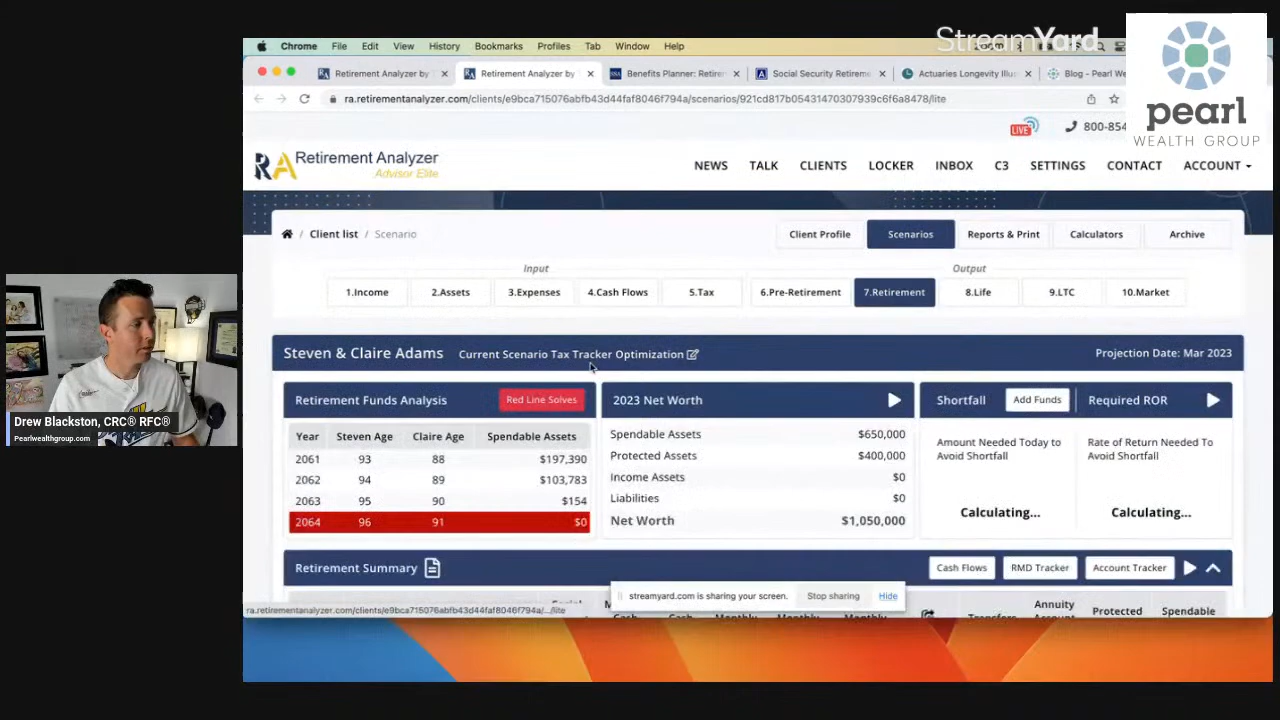 StreamYard
pearl
WEALTH GROUP
Chrome File Edit View History Bookmarks Profiles Tab Window Help
Retirement Analyzer by
Retirement Analyzer by
Benefits Planner: Retirem
Social Security Retireme
Actuaries Longevity Illus
Blog - Pearl We
ra.retirementanalyzer.com/clients/e9bca715076abfb43d44faf8046f794a/scenarios/921cd817b05431470307939c6f6a8478/lite
LIVE
800-854
RA Retirement Analyzer
Advisor Elite
NEWS TALK CLIENTS LOCKER INBOX C3 SETTINGS CONTACT ACCOUNT
/ Client list / Scenario
Client Profile Scenarios Reports & Print Calculators Archive
Input Output
1.Income 2.Assets 3.Expenses 4.Cash Flows 5.Tax 6.Pre-Retirement 7.Retirement 8.Life 9.LTC 10.Market
Steven & Claire Adams Current Scenario Tax Tracker Optimization Projection Date: Mar 2023
Retirement Funds Analysis Red Line Solves
Year Steven Age Claire Age Spendable Assets
2061 93 88 $197,390
2062 94 89 $103,783
2063 95 90 $154
2064 96 91 $0
2023 Net Worth
Spendable Assets $650,000
Protected Assets $400,000
Income Assets $0
Liabilities $0
Net Worth $1,050,000
Shortfall Add Funds Required ROR
Amount Needed Today to Avoid Shortfall
Rate of Return Needed To Avoid Shortfall
Calculating... Calculating...
Retirement Summary Cash Flows RMD Tracker Account Tracker
streamyard.com is sharing your screen. Stop sharing Hide
ra.retirementanalyzer.com/clients/e9bca715076abfb43d44faf8046f794a/.../lite
Annuity
Protected Spendable
Drew Blackston, CRC® RFC®
Pearlwealthgroup.com